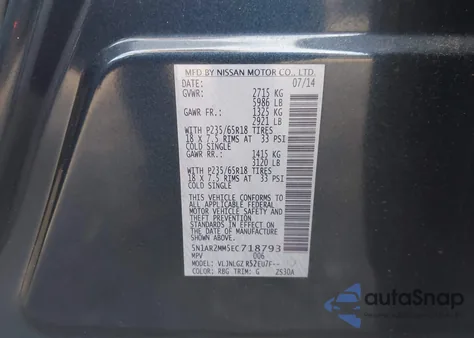 MFD BY NISSAN MOTOR CO., LTD.
DATE: 07/14
GVWR: 2715 KG
5986 LB
GAWR FR.: 1325 KG
2921 LB
WITH P235/65R18 TIRES
18 X 7.5 RIMS AT 33 PSI
COLD SINGLE
GAWR RR.: 1415 KG
3120 LB
WITH P235/65R18 TIRES
18 X 7.5 RIMS AT 33 PSI
COLD SINGLE
THIS VEHICLE CONFORMS TO
ALL APPLICABLE FEDERAL
MOTOR VEHICLE SAFETY AND
THEFT PREVENTION STANDARDS
IN EFFECT ON THE DATE OF
MANUFACTURE SHOWN ABOVE.
5N1AR2MM5EC718793
MPV 006
MODEL:
COLOR: RBG TRIM: G 2530A
autoSnap